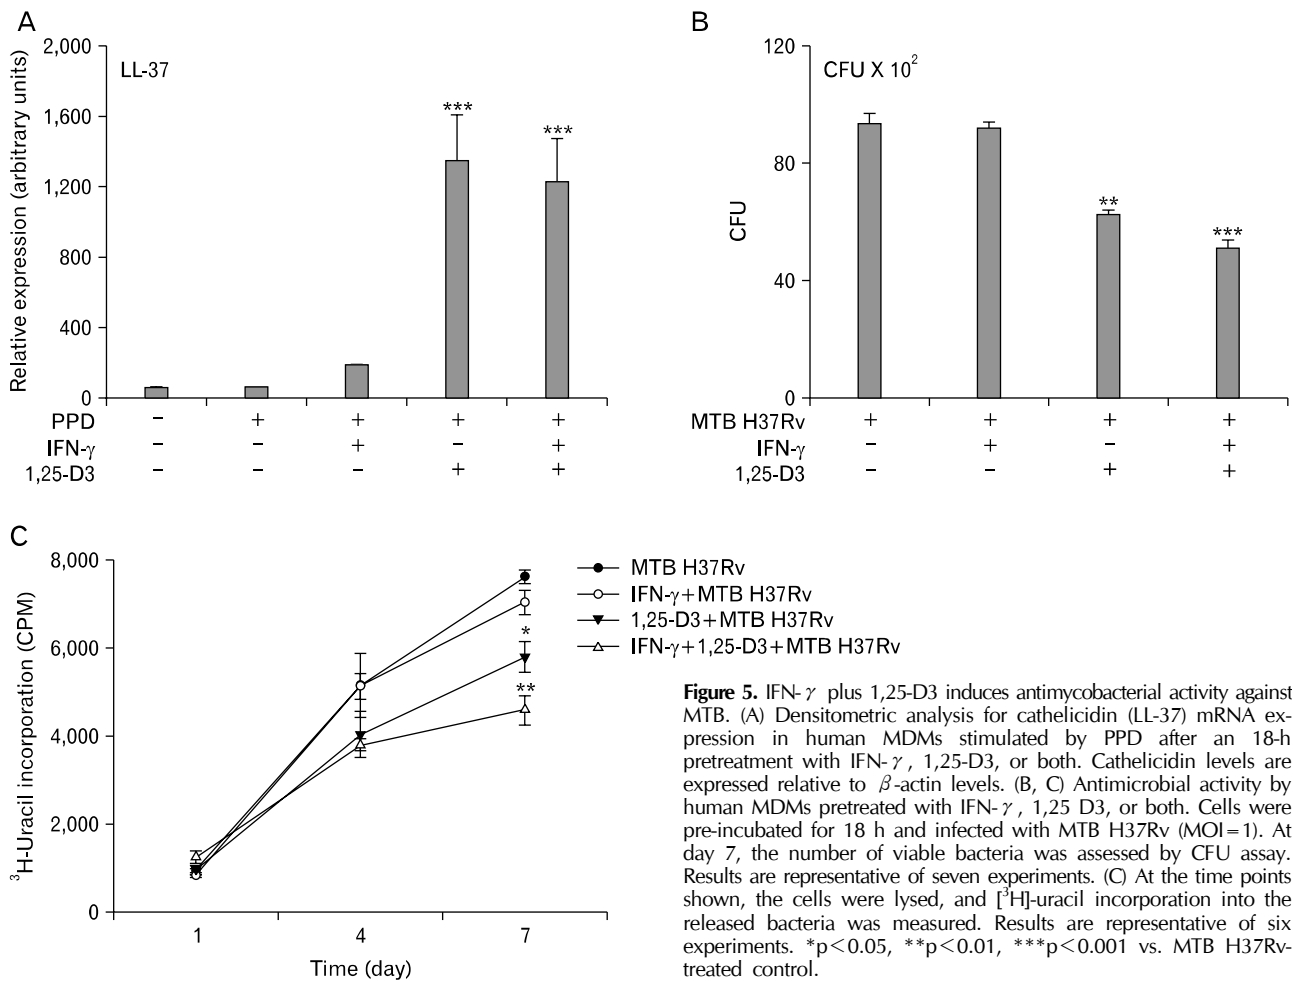 A
2,000
1,600
1,200
800
400
0
Relative expression (arbitrary units)
LL-37
***
***
PPD − + + + +
IFN-γ − − + − +
1,25-D3 − − − + +
B
120
80
40
0
CFU
CFU X 10²
**
***
MTB H37Rv + + + +
IFN-γ − + − +
1,25-D3 − − + +
C
8,000
6,000
4,000
2,000
0
³H-Uracil incorporation (CPM)
*
**
1 4 7
Time (day)
MTB H37Rv
IFN-γ+MTB H37Rv
1,25-D3+MTB H37Rv
IFN-γ+1,25-D3+MTB H37Rv
Figure 5. IFN-γ plus 1,25-D3 induces antimycobacterial activity against
MTB. (A) Densitometric analysis for cathelicidin (LL-37) mRNA ex-
pression in human MDMs stimulated by PPD after an 18-h
pretreatment with IFN-γ, 1,25-D3, or both. Cathelicidin levels are
expressed relative to β-actin levels. (B, C) Antimicrobial activity by
human MDMs pretreated with IFN-γ, 1,25 D3, or both. Cells were
pre-incubated for 18 h and infected with MTB H37Rv (MOI=1). At
day 7, the number of viable bacteria was assessed by CFU assay.
Results are representative of seven experiments. (C) At the time points
shown, the cells were lysed, and [³H]-uracil incorporation into the
released bacteria was measured. Results are representative of six
experiments. *p<0.05, **p<0.01, ***p<0.001 vs. MTB H37Rv-
treated control.